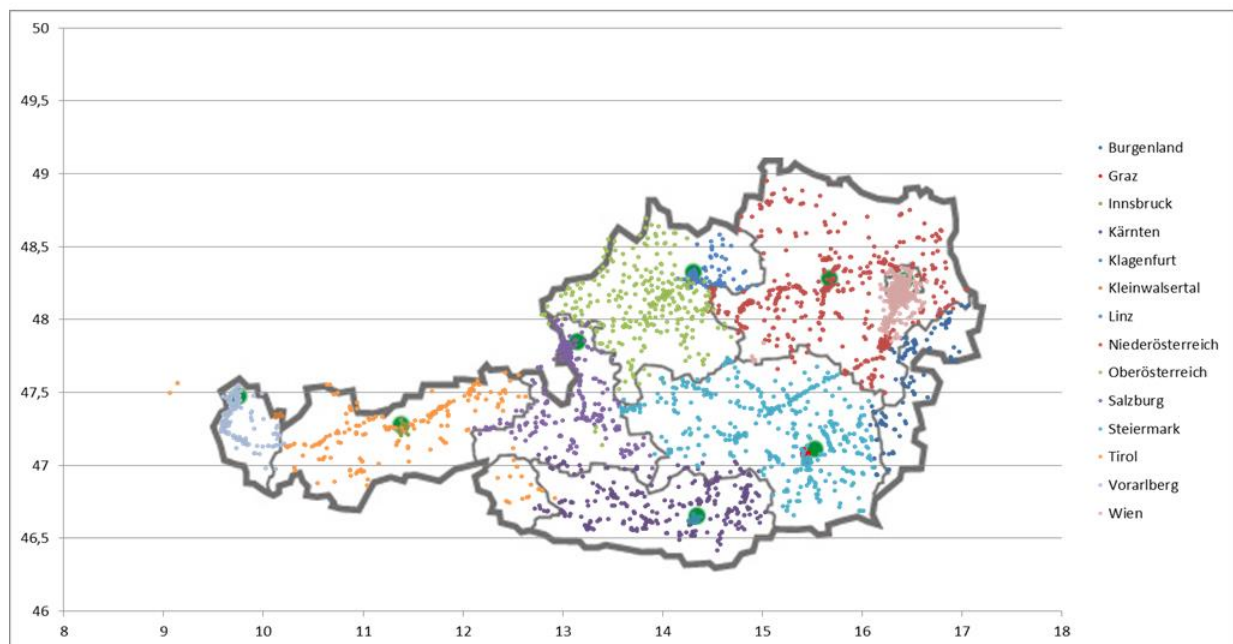 50
49,5
49
48,5
48
47,5
47
46,5
46
8 9 10 11 12 13 14 15 16 17 18
Burgenland
Graz
Innsbruck
Kärnten
Klagenfurt
Kleinwalsertal
Linz
Niederösterreich
Oberösterreich
Salzburg
Steiermark
Tirol
Vorarlberg
Wien